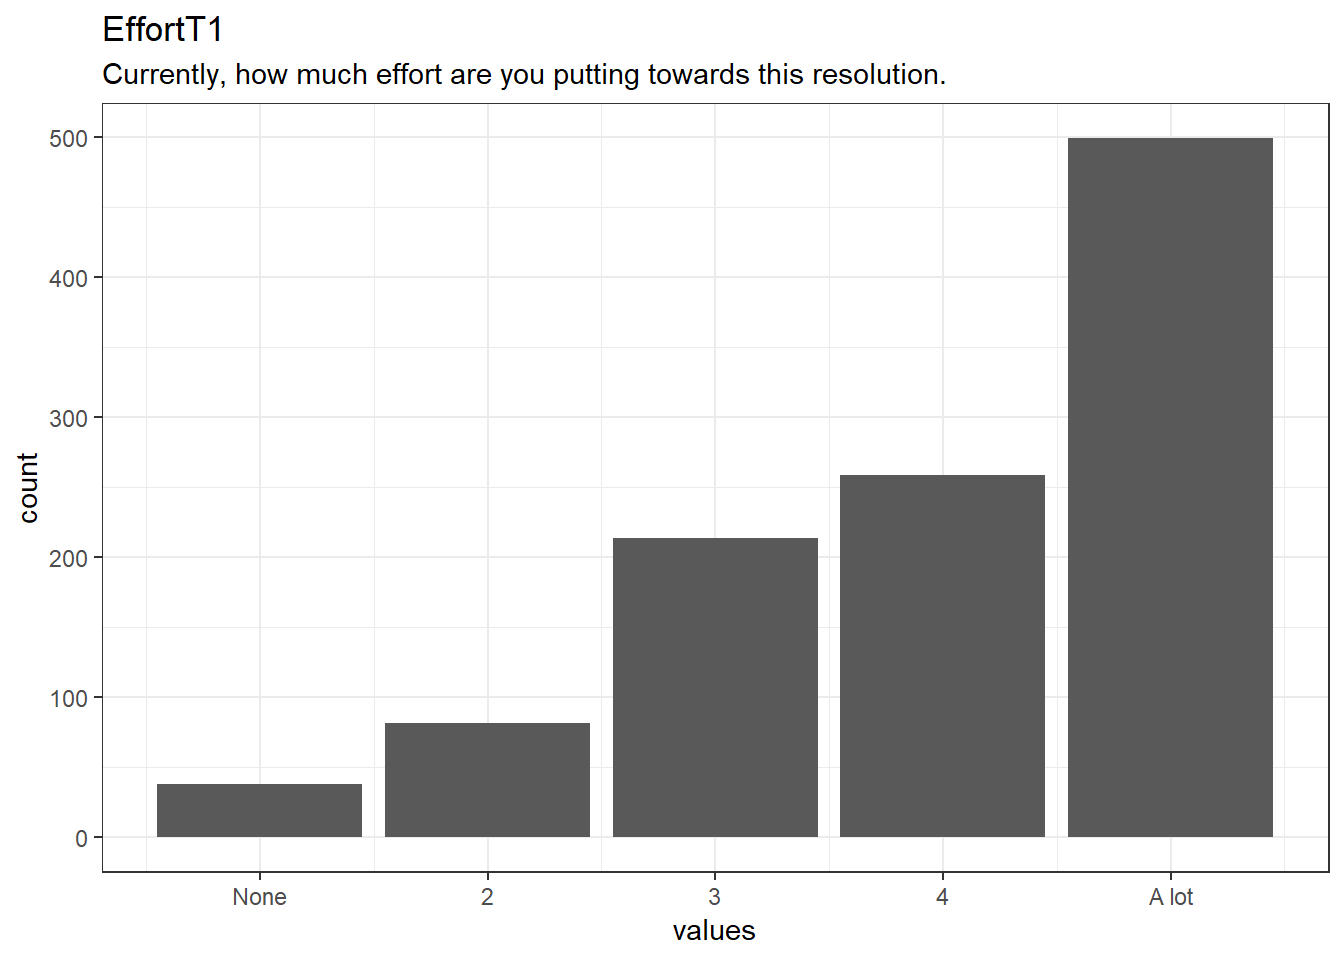 EffortT1
Currently, how much effort are you putting towards this resolution.
500
400
300
200
100
0
count
None 2 3 4 A lot
values